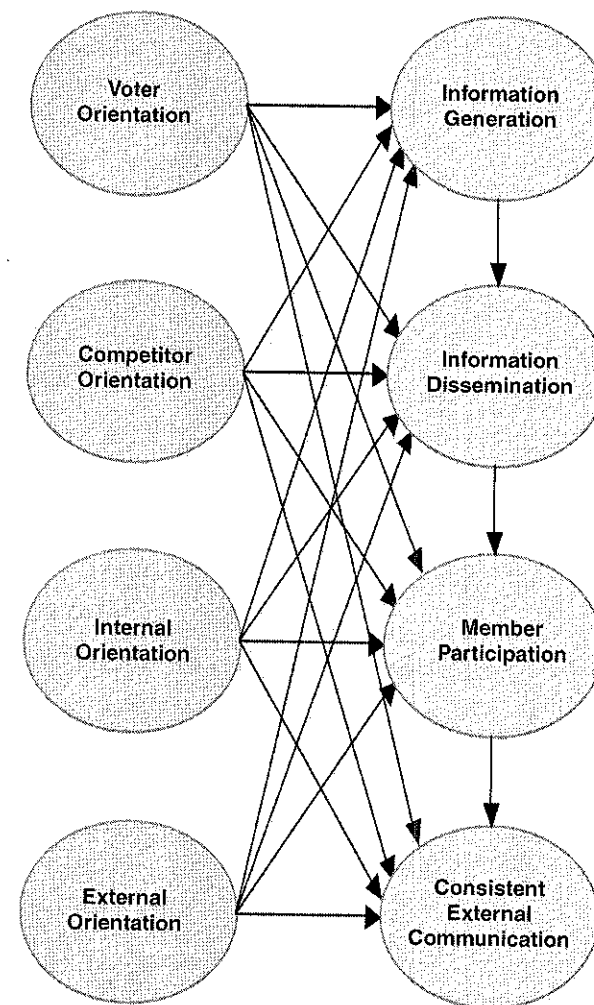 Voter
Orientation
Information
Generation
Competitor
Orientation
Information
Dissemination
Internal
Orientation
Member
Participation
External
Orientation
Consistent
External
Communication